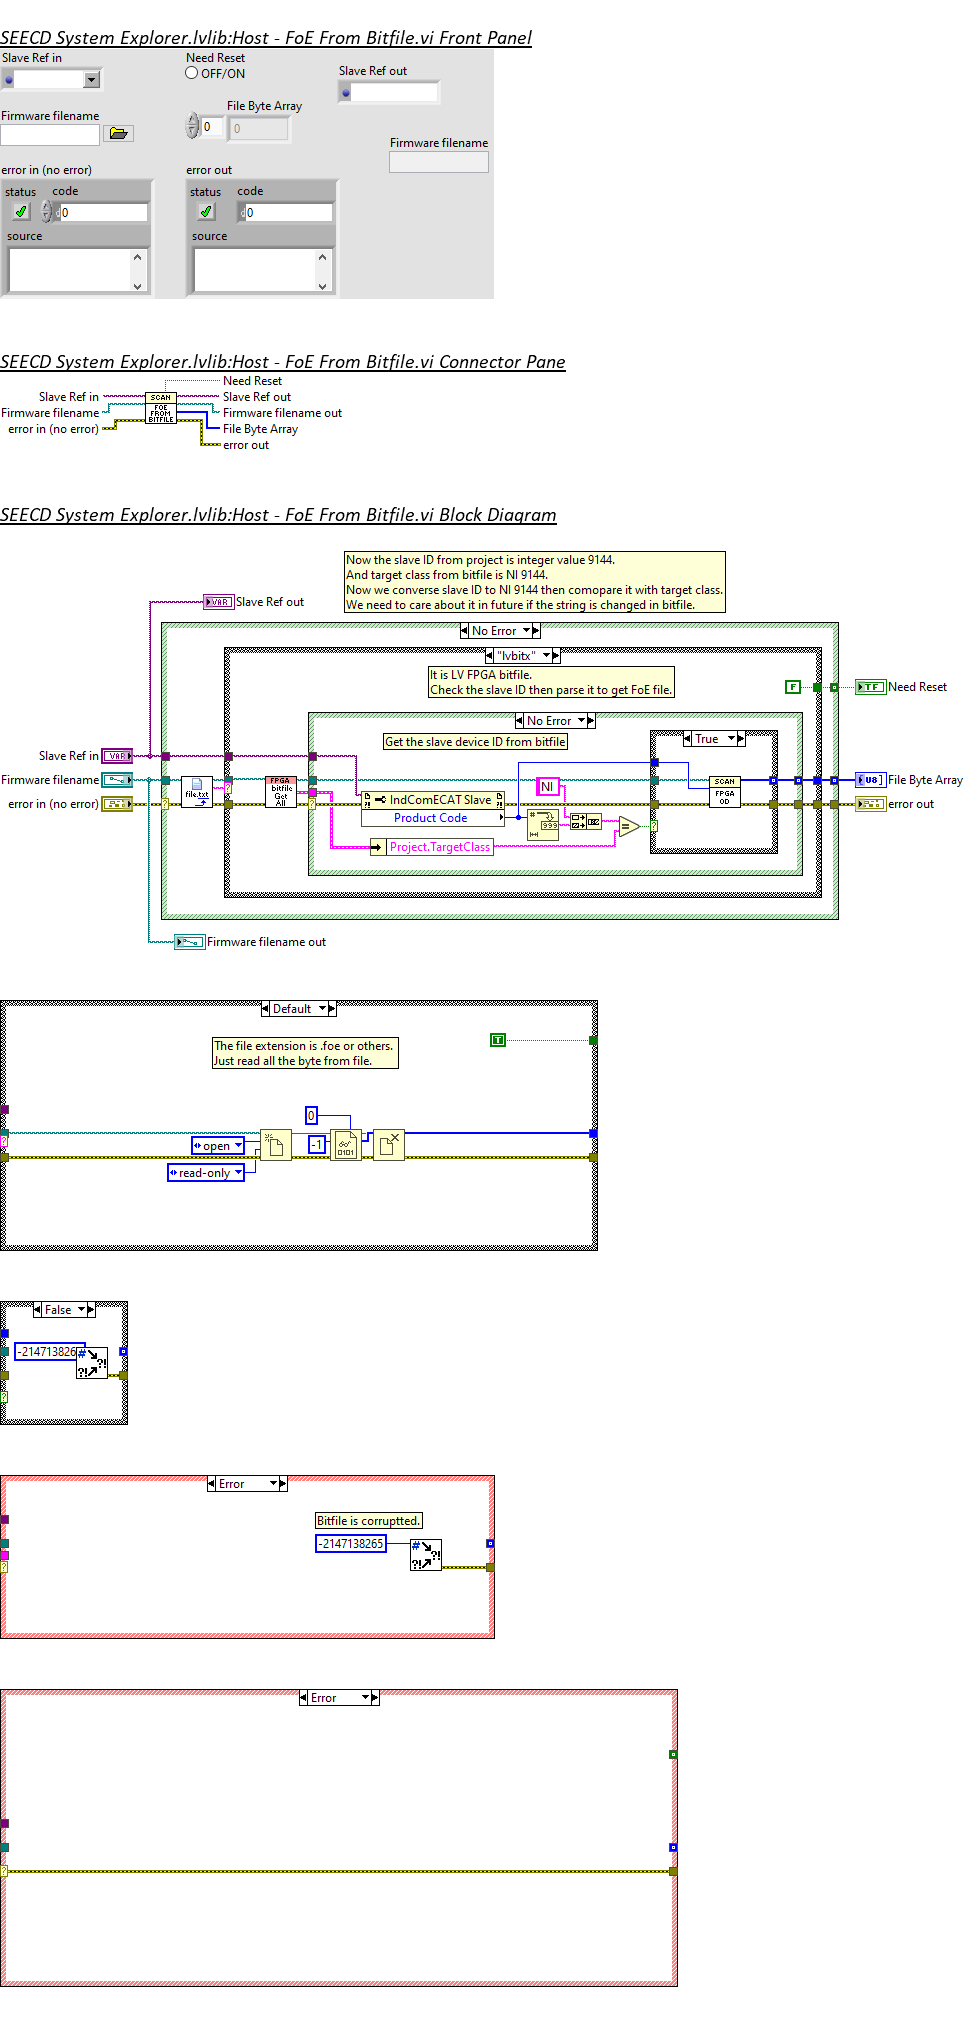 SEECD System Explorer.lvlib:Host - FoE From Bitfile.vi Front Panel
Slave Ref in
Need Reset
OFF/ON
Slave Ref out
Firmware filename
File Byte Array
0
0
Firmware filename
error in (no error)
error out
status
code
0
status
code
0
source
source
SEECD System Explorer.lvlib:Host - FoE From Bitfile.vi Connector Pane
Need Reset
Slave Ref in
SCAN
Slave Ref out
Firmware filename
FOE
FROM
BITFILE
Firmware filename out
error in (no error)
File Byte Array
error out
SEECD System Explorer.lvlib:Host - FoE From Bitfile.vi Block Diagram
Now the slave ID from project is integer value 9144.
And target class from bitfile is NI 9144.
Now we converse slave ID to NI 9144 then comopare it with target class.
We need to care about it in future if the string is changed in bitfile.
VAR
Slave Ref out
No Error
"lvbitx"
It is LV FPGA bitfile.
Check the slave ID then parse it to get FoE file.
F
TF
Need Reset
No Error
Get the slave device ID from bitfile
True
Slave Ref in
VAR
Firmware filename
file.txt
FPGA
bitfile
Get
All
NI
SCAN
FPGA
OD
U8
File Byte Array
error in (no error)
IndComECAT Slave
Product Code
#
999
=
?
error out
Project.TargetClass
Firmware filename out
Default
The file extension is .foe or others.
Just read all the byte from file.
T
0
open
-1
0101
read-only
False
-214713826
#
?!
?!
Error
Bitfile is corruptted.
-2147138265
#
?!
?!
Error